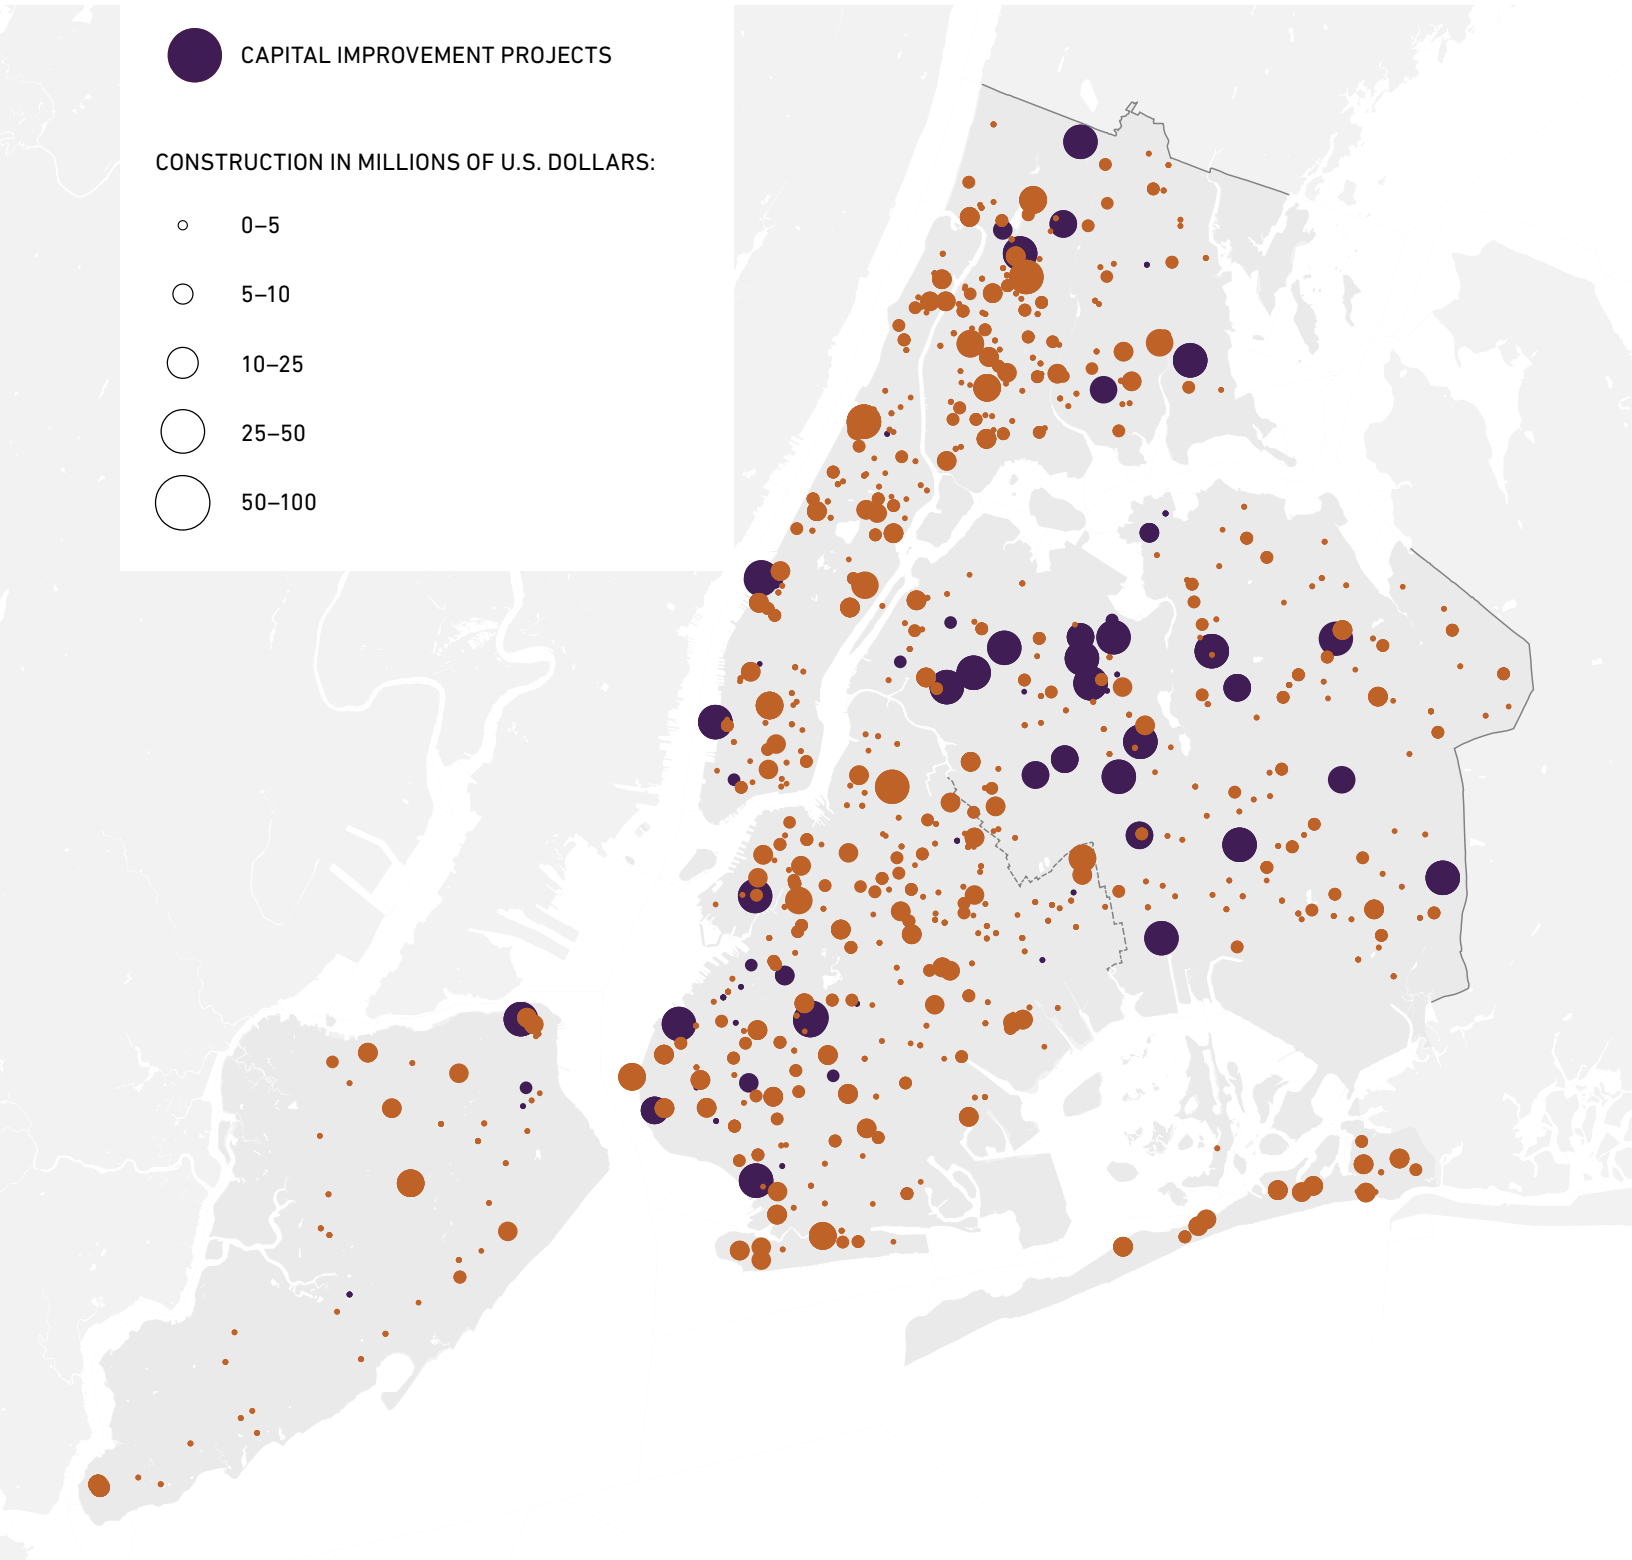 CAPITAL IMPROVEMENT PROJECTS
CONSTRUCTION IN MILLIONS OF U.S. DOLLARS:
0–5
5–10
10–25
25–50
50–100